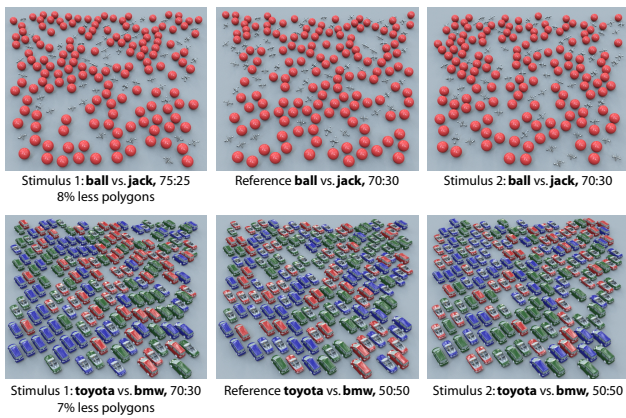 Stimulus 1: ball vs. jack, 75:25
8% less polygons
Reference ball vs. jack, 70:30
Stimulus 2: ball vs. jack, 70:30
Stimulus 1: toyota vs. bmw, 70:30
7% less polygons
Reference toyota vs. bmw, 50:50
Stimulus 2: toyota vs. bmw, 50:50